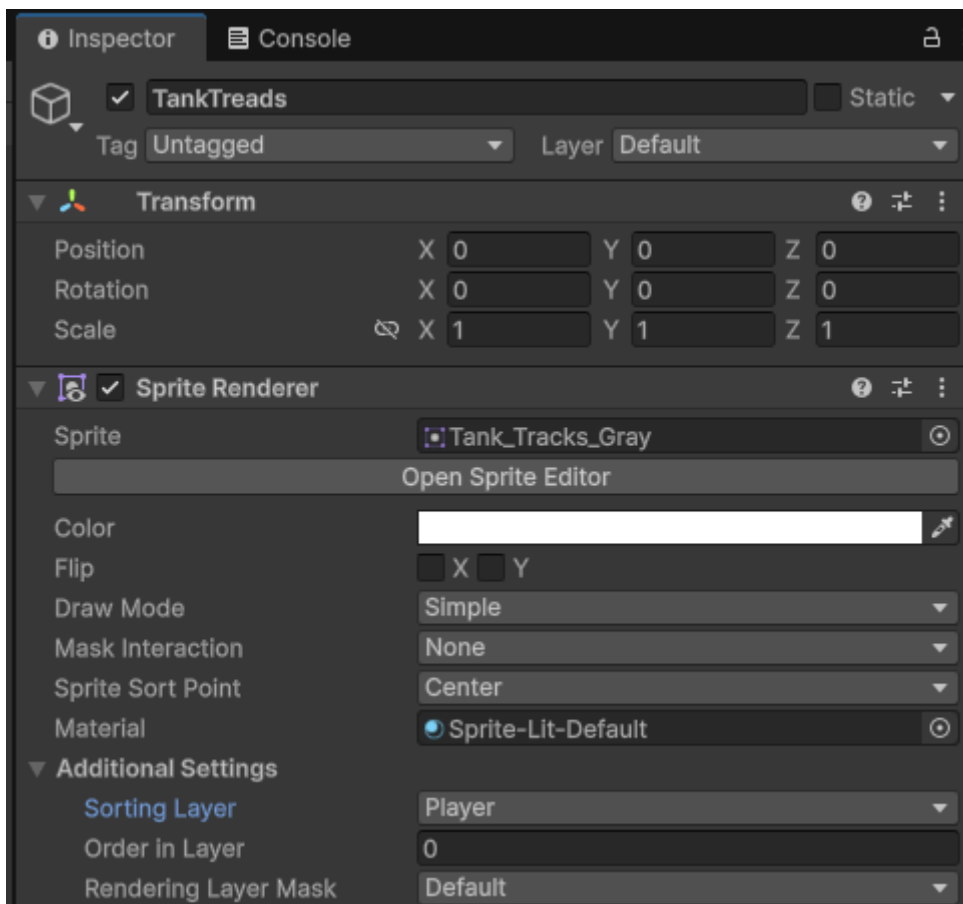 Inspector Console
TankTreads Static
Tag Untagged Layer Default
Transform
Position X 0 Y 0 Z 0
Rotation X 0 Y 0 Z 0
Scale X 1 Y 1 Z 1
Sprite Renderer
Sprite Tank_Tracks_Gray
Open Sprite Editor
Color
Flip X Y
Draw Mode Simple
Mask Interaction None
Sprite Sort Point Center
Material Sprite-Lit-Default
Additional Settings
Sorting Layer Player
Order in Layer 0
Rendering Layer Mask Default